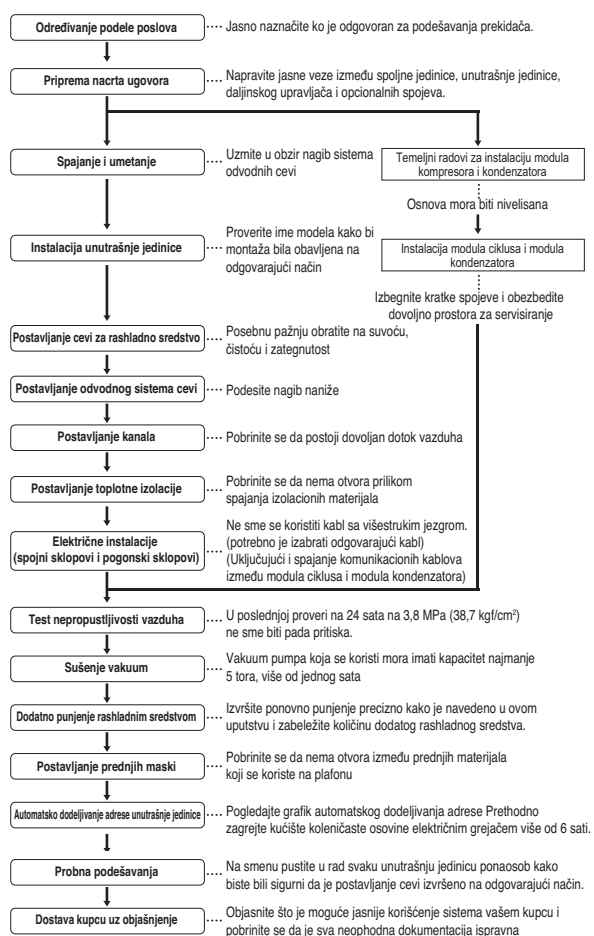 Određivanje podele poslova
Jasno naznačite ko je odgovoran za podešavanja prekidača.
Priprema nacrta ugovora
Napravite jasne veze između spoljne jedinice, unutrašnje jedinice,
daljinskog upravljača i opcionalnih spojeva.
Spajanje i umetanje
Uzmite u obzir nagib sistema
odvodnih cevi
Temeljni radovi za instalaciju modula
kompresora i kondenzatora
Osnova mora biti nivelisana
Instalacija unutrašnje jedinice
Proverite ime modela kako bi
montaža bila obavljena na
odgovarajući način
Instalacija modula ciklusa i modula
kondenzatora
Izbegnite kratke spojeve i obezbedite
dovoljno prostora za servisiranje
Postavljanje cevi za rashladno sredstvo
Posebnu pažnju obratite na suvoću,
čistoću i zategnutost
Postavljanje odvodnog sistema cevi
Podesite nagib naniže
Postavljanje kanala
Pobrinite se da postoji dovoljan dotok vazduha
Postavljanje toplotne izolacije
Pobrinite se da nema otvora prilikom
spajanja izolacionih materijala
Električne instalacije
(spojni sklopovi i pogonski sklopovi)
Ne sme se koristiti kabl sa višestrukim jezgrom.
(potrebno je izabrati odgovarajući kabl)
(Uključujući i spajanje komunikacionih kablova
između modula ciklusa i modula kondenzatora)
Test nepropustljivosti vazduha
U poslednjoj proveri na 24 sata na 3,8 MPa (38,7 kgf/cm²)
ne sme biti pada pritiska.
Sušenje vakuum
Vakuum pumpa koja se koristi mora imati kapacitet najmanje
5 tora, više od jednog sata
Dodatno punjenje rashladnim sredstvom
Izvršite ponovno punjenje precizno kako je navedeno u ovom
uputstvu i zabeležite količinu dodatog rashladnog sredstva.
Postavljanje prednjih maski
Pobrinite se da nema otvora između prednjih materijala
koji se koriste na plafonu
Automatsko dodeljivanje adrese unutrašnje jedinice
Pogledajte grafik automatskog dodeljivanja adrese Prethodno
zagrejte kućište koleničaste osovine električnim grejačem više od 6 sati.
Probna podešavanja
Na smenu pustite u rad svaku unutrašnju jedinicu ponaosob kako
biste bili sigurni da je postavljanje cevi izvršeno na odgovarajući način.
Dostava kupcu uz objašnjenje
Objasnite što je moguće jasnije korišćenje sistema vašem kupcu i
pobrinite se da je sva neophodna dokumentacija ispravna